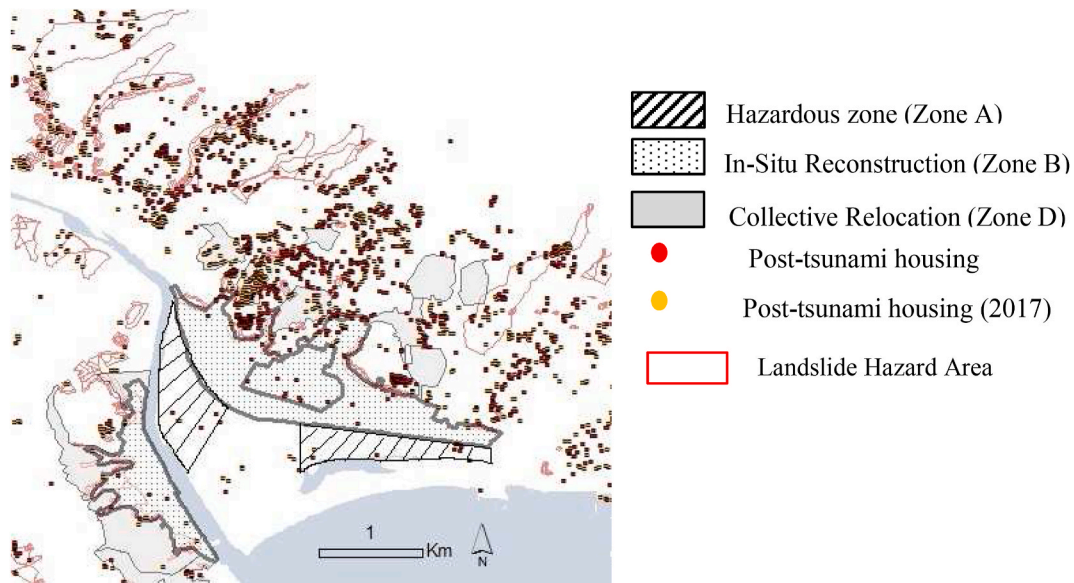 Hazardous zone (Zone A)
In-Situ Reconstruction (Zone B)
Collective Relocation (Zone D)
Post-tsunami housing
Post-tsunami housing (2017)
Landslide Hazard Area
1
Km
N